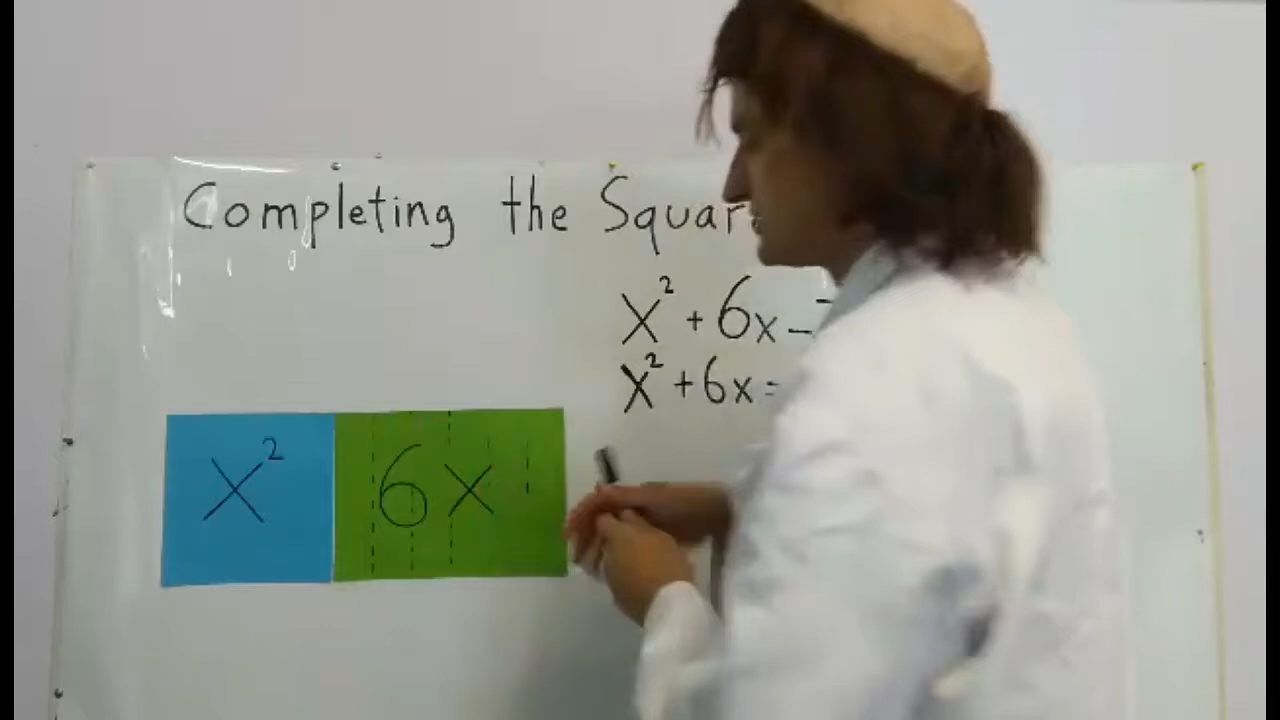 Completing the Squar
x² + 6x –
x² + 6x =
x² 6x